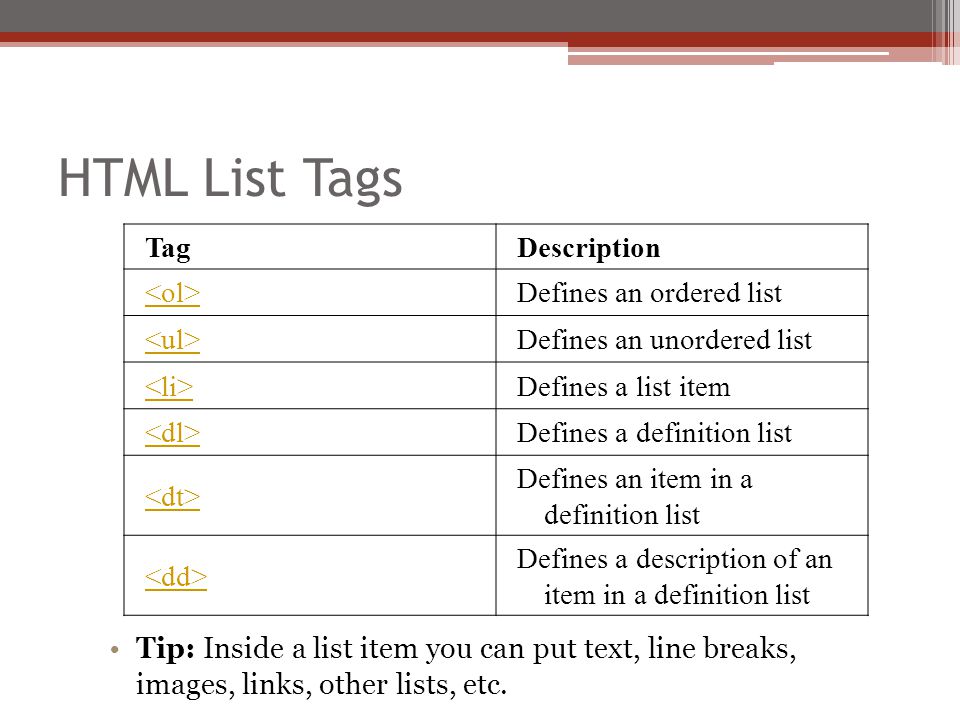 HTML List Tags
Tag Description
<ol> Defines an ordered list
<ul> Defines an unordered list
<li> Defines a list item
<dl> Defines a definition list
<dt> Defines an item in a
definition list
<dd> Defines a description of an
item in a definition list
• Tip: Inside a list item you can put text, line breaks,
images, links, other lists, etc.